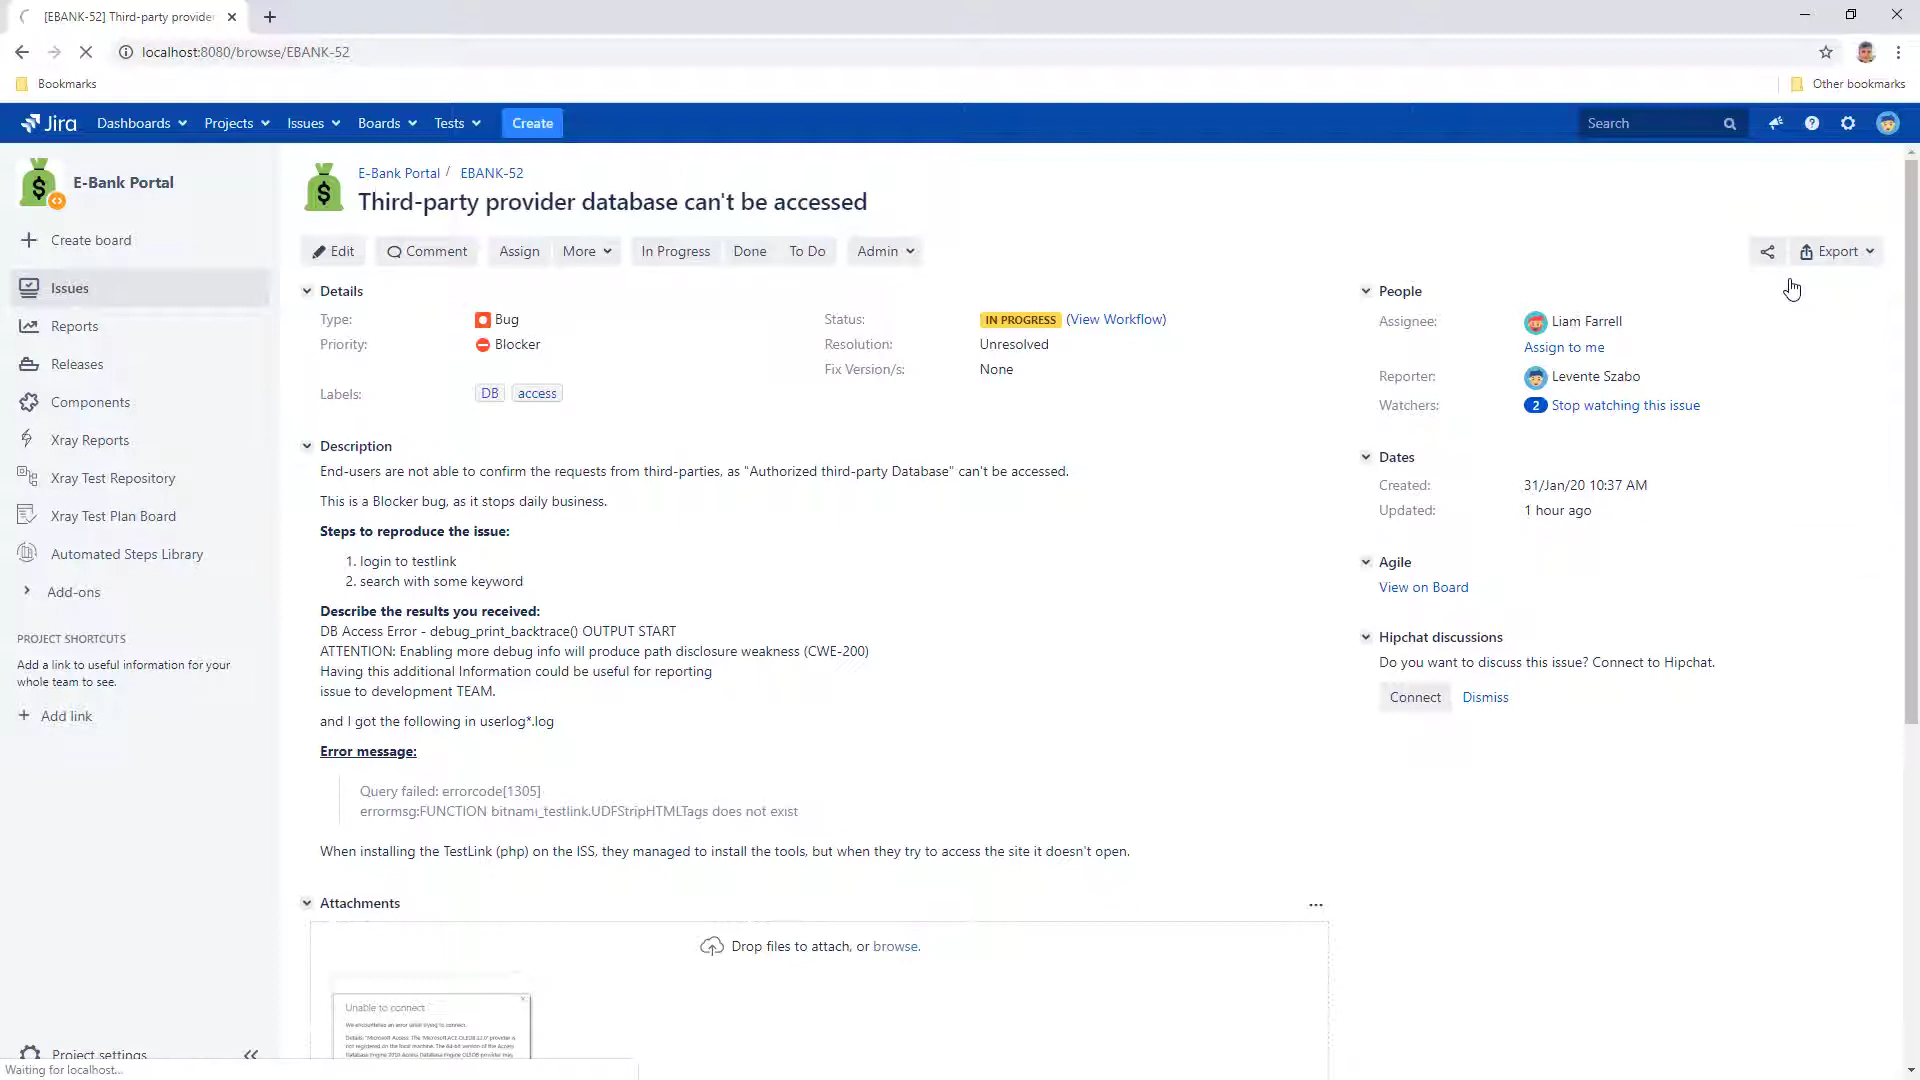 [EBANK-52] Third-party provide
localhost:8080/browse/EBANK-52
Bookmarks
Other bookmarks
Jira
Dashboards
Projects
Issues
Boards
Tests
Create
Search
E-Bank Portal
Create board
Issues
Reports
Releases
Components
Xray Reports
Xray Test Repository
Xray Test Plan Board
Automated Steps Library
Add-ons
PROJECT SHORTCUTS
Add a link to useful information for your
whole team to see.
Add link
Project settings
Waiting for localhost...
E-Bank Portal / EBANK-52
Third-party provider database can't be accessed
Edit
Comment
Assign
More
In Progress
Done
To Do
Admin
Export
Details
Type: Bug
Priority: Blocker
Labels: DB access
Status: IN PROGRESS (View Workflow)
Resolution: Unresolved
Fix Version/s: None
Description
End-users are not able to confirm the requests from third-parties, as "Authorized third-party Database" can't be accessed.
This is a Blocker bug, as it stops daily business.
Steps to reproduce the issue:
1. login to testlink
2. search with some keyword
Describe the results you received:
DB Access Error - debug_print_backtrace() OUTPUT START
ATTENTION: Enabling more debug info will produce path disclosure weakness (CWE-200)
Having this additional Information could be useful for reporting
issue to development TEAM.
and I got the following in userlog*.log
Error message:
Query failed: errorcode[1305]
errormsg:FUNCTION bitnami_testlink.UDFStripHTMLTags does not exist
When installing the TestLink (php) on the ISS, they managed to install the tools, but when they try to access the site it doesn't open.
Attachments
Drop files to attach, or browse.
Unable to connect
We encountered an error while trying to connect.
People
Assignee: Liam Farrell
Assign to me
Reporter: Levente Szabo
Watchers: 2 Stop watching this issue
Dates
Created: 31/Jan/20 10:37 AM
Updated: 1 hour ago
Agile
View on Board
Hipchat discussions
Do you want to discuss this issue? Connect to Hipchat.
Connect
Dismiss